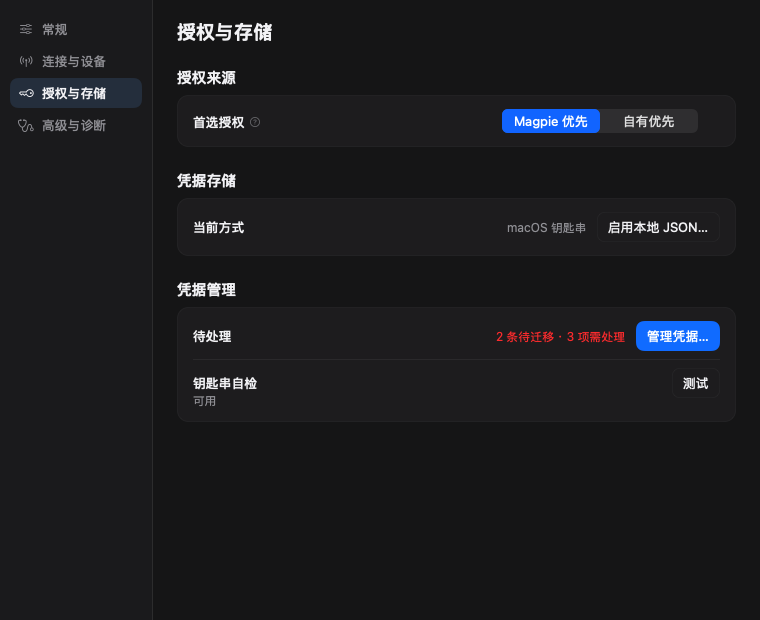 常规
连接与设备
授权与存储
高级与诊断
授权与存储
授权来源
首选授权 ?
Magpie 优先 自有优先
凭据存储
当前方式
macOS 钥匙串 启用本地 JSON...
凭据管理
待处理
2 条待迁移 · 3 项需处理 管理凭据...
钥匙串自检
可用
测试